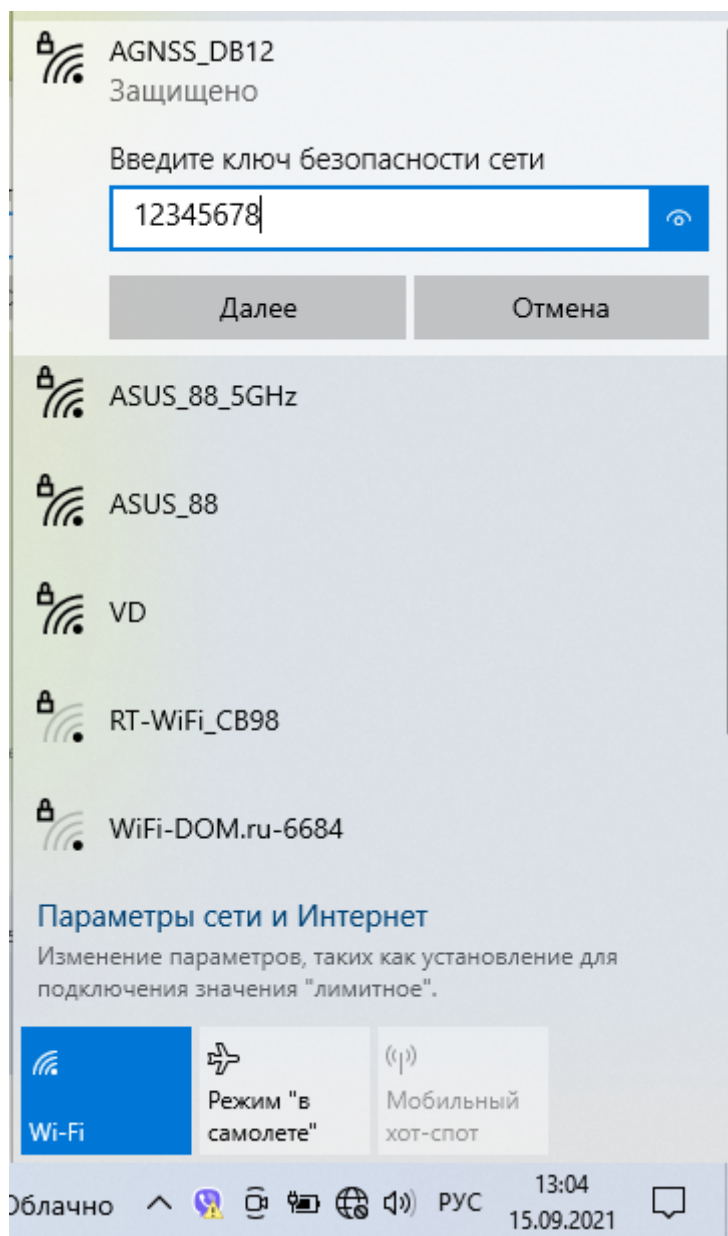 AGNSS_DB12
Защищено
Введите ключ безопасности сети
12345678
Далее Отмена
ASUS_88_5GHz
ASUS_88
VD
RT-WiFi_CB98
WiFi-DOM.ru-6684
Параметры сети и Интернет
Изменение параметров, таких как установление для
подключения значения "лимитное".
Wi-Fi
Режим "в
самолете"
Мобильный
хот-спот
РУС
13:04
15.09.2021